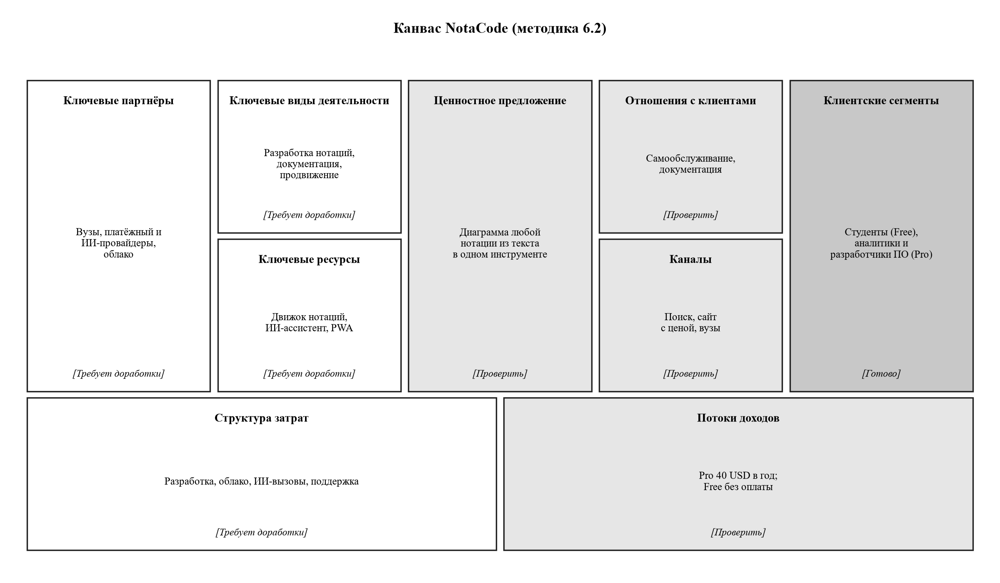 Канвас NotaCode (методика 6.2)
Ключевые партнёры
Вузы, платёжный и
ИИ-провайдеры,
облако
[Требует доработки]
Ключевые виды деятельности
Разработка нотаций,
документация,
продвижение
[Требует доработки]
Ключевые ресурсы
Движок нотаций,
ИИ-ассистент, PWA
[Требует доработки]
Ценностное предложение
Диаграмма любой
нотации из текста
в одном инструменте
[Проверить]
Отношения с клиентами
Самообслуживание,
документация
[Проверить]
Каналы
Поиск, сайт
с ценой, вузы
[Проверить]
Клиентские сегменты
Студенты (Free),
аналитики и
разработчики ПО (Pro)
[Готово]
Структура затрат
Разработка, облако, ИИ-вызовы, поддержка
[Требует доработки]
Потоки доходов
Pro 40 USD в год;
Free без оплаты
[Проверить]